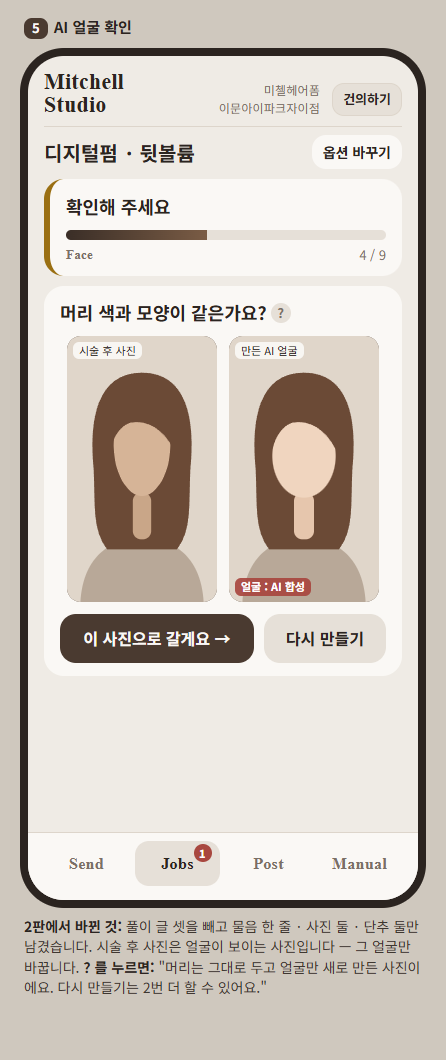 5 AI 얼굴 확인
Mitchell
Studio
미첼헤어폼
이문아이파크자이점
건의하기
디지털펌 · 뒷볼륨
옵션 바꾸기
확인해 주세요
Face
4 / 9
머리 색과 모양이 같은가요? ?
시술 후 사진
만든 AI 얼굴
얼굴 : AI 합성
이 사진으로 갈게요 →
다시 만들기
Send
Jobs
1
Post
Manual
2판에서 바뀐 것: 풀이 글 셋을 빼고 물음 한 줄 · 사진 둘 · 단추 둘만
남겼습니다. 시술 후 사진은 얼굴이 보이는 사진입니다 — 그 얼굴만
바꿉니다. ? 를 누르면: "머리는 그대로 두고 얼굴만 새로 만든 사진이
에요. 다시 만들기는 2번 더 할 수 있어요."